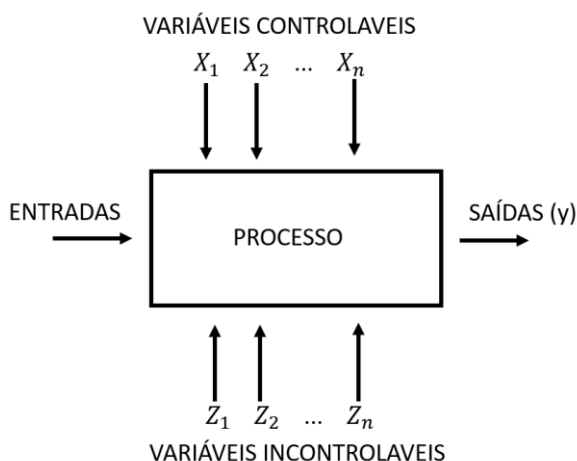 VARIÁVEIS CONTROLAVEIS
X₁ X₂ ... Xₙ
ENTRADAS
PROCESSO
SAÍDAS (y)
Z₁ Z₂ ... Zₙ
VARIÁVEIS INCONTROLAVEIS